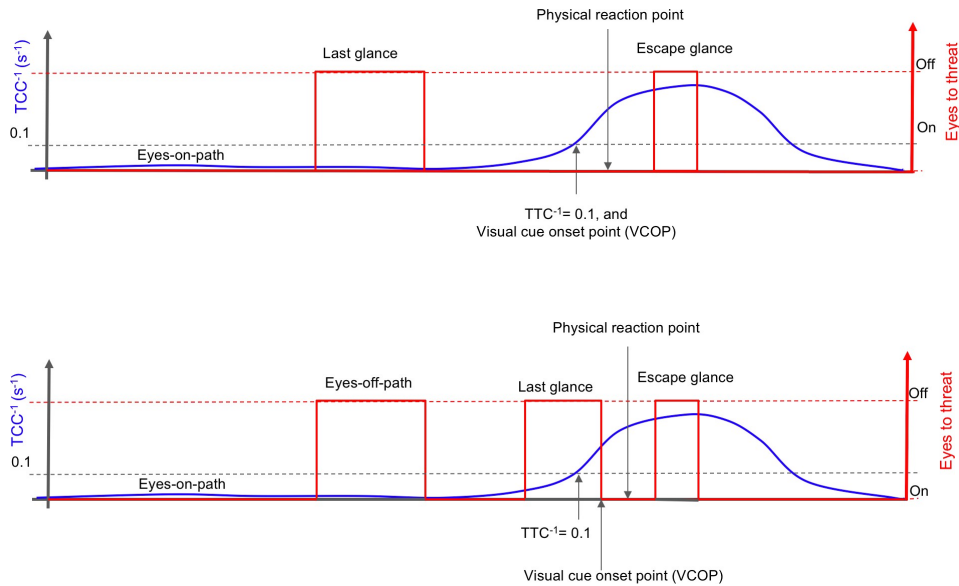 Physical reaction point
Last glance
Escape glance
Off
TCC-1 (s-1)
Eyes to threat
0.1
On
Eyes-on-path
TTC-1= 0.1, and
Visual cue onset point (VCOP)
Physical reaction point
Eyes-off-path
Last glance
Escape glance
Off
TCC-1 (s-1)
Eyes to threat
0.1
Eyes-on-path
On
TTC-1= 0.1
Visual cue onset point (VCOP)